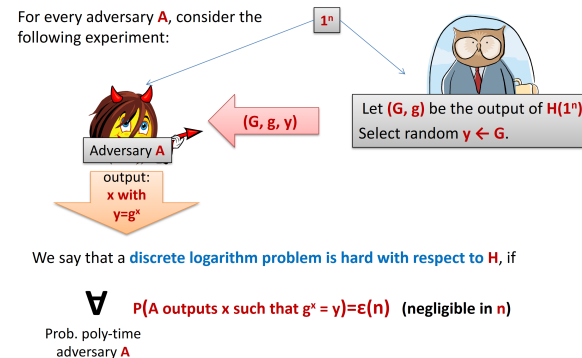 For every adversary A, consider the
following experiment:
1ⁿ
Let (G, g) be the output of H(1ⁿ)
Select random y ← G.
(G, g, y)
Adversary A
output:
x with
y=gˣ
We say that a discrete logarithm problem is hard with respect to H, if
∀ P(A outputs x such that gˣ = y)=ε(n) (negligible in n)
Prob. poly-time
adversary A